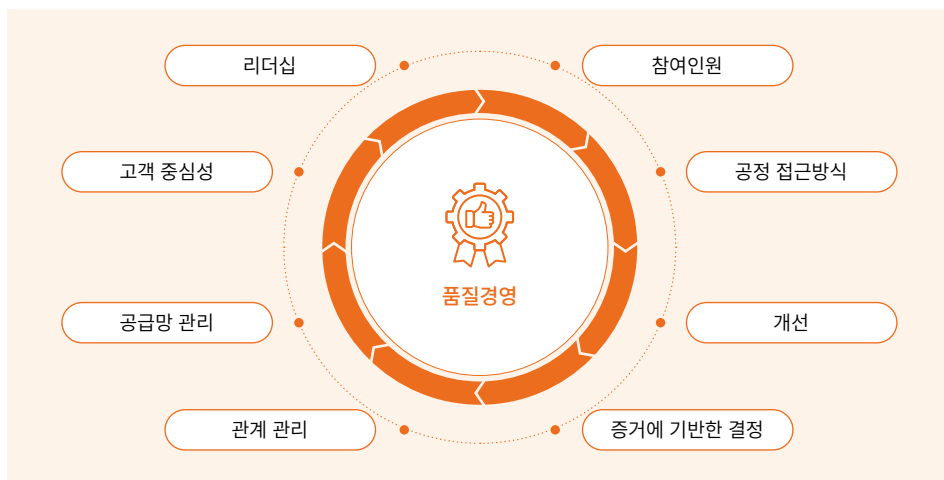 리더십
참여인원
고객 중심성
공정 접근방식
품질경영
공급망 관리
개선
관계 관리
증거에 기반한 결정